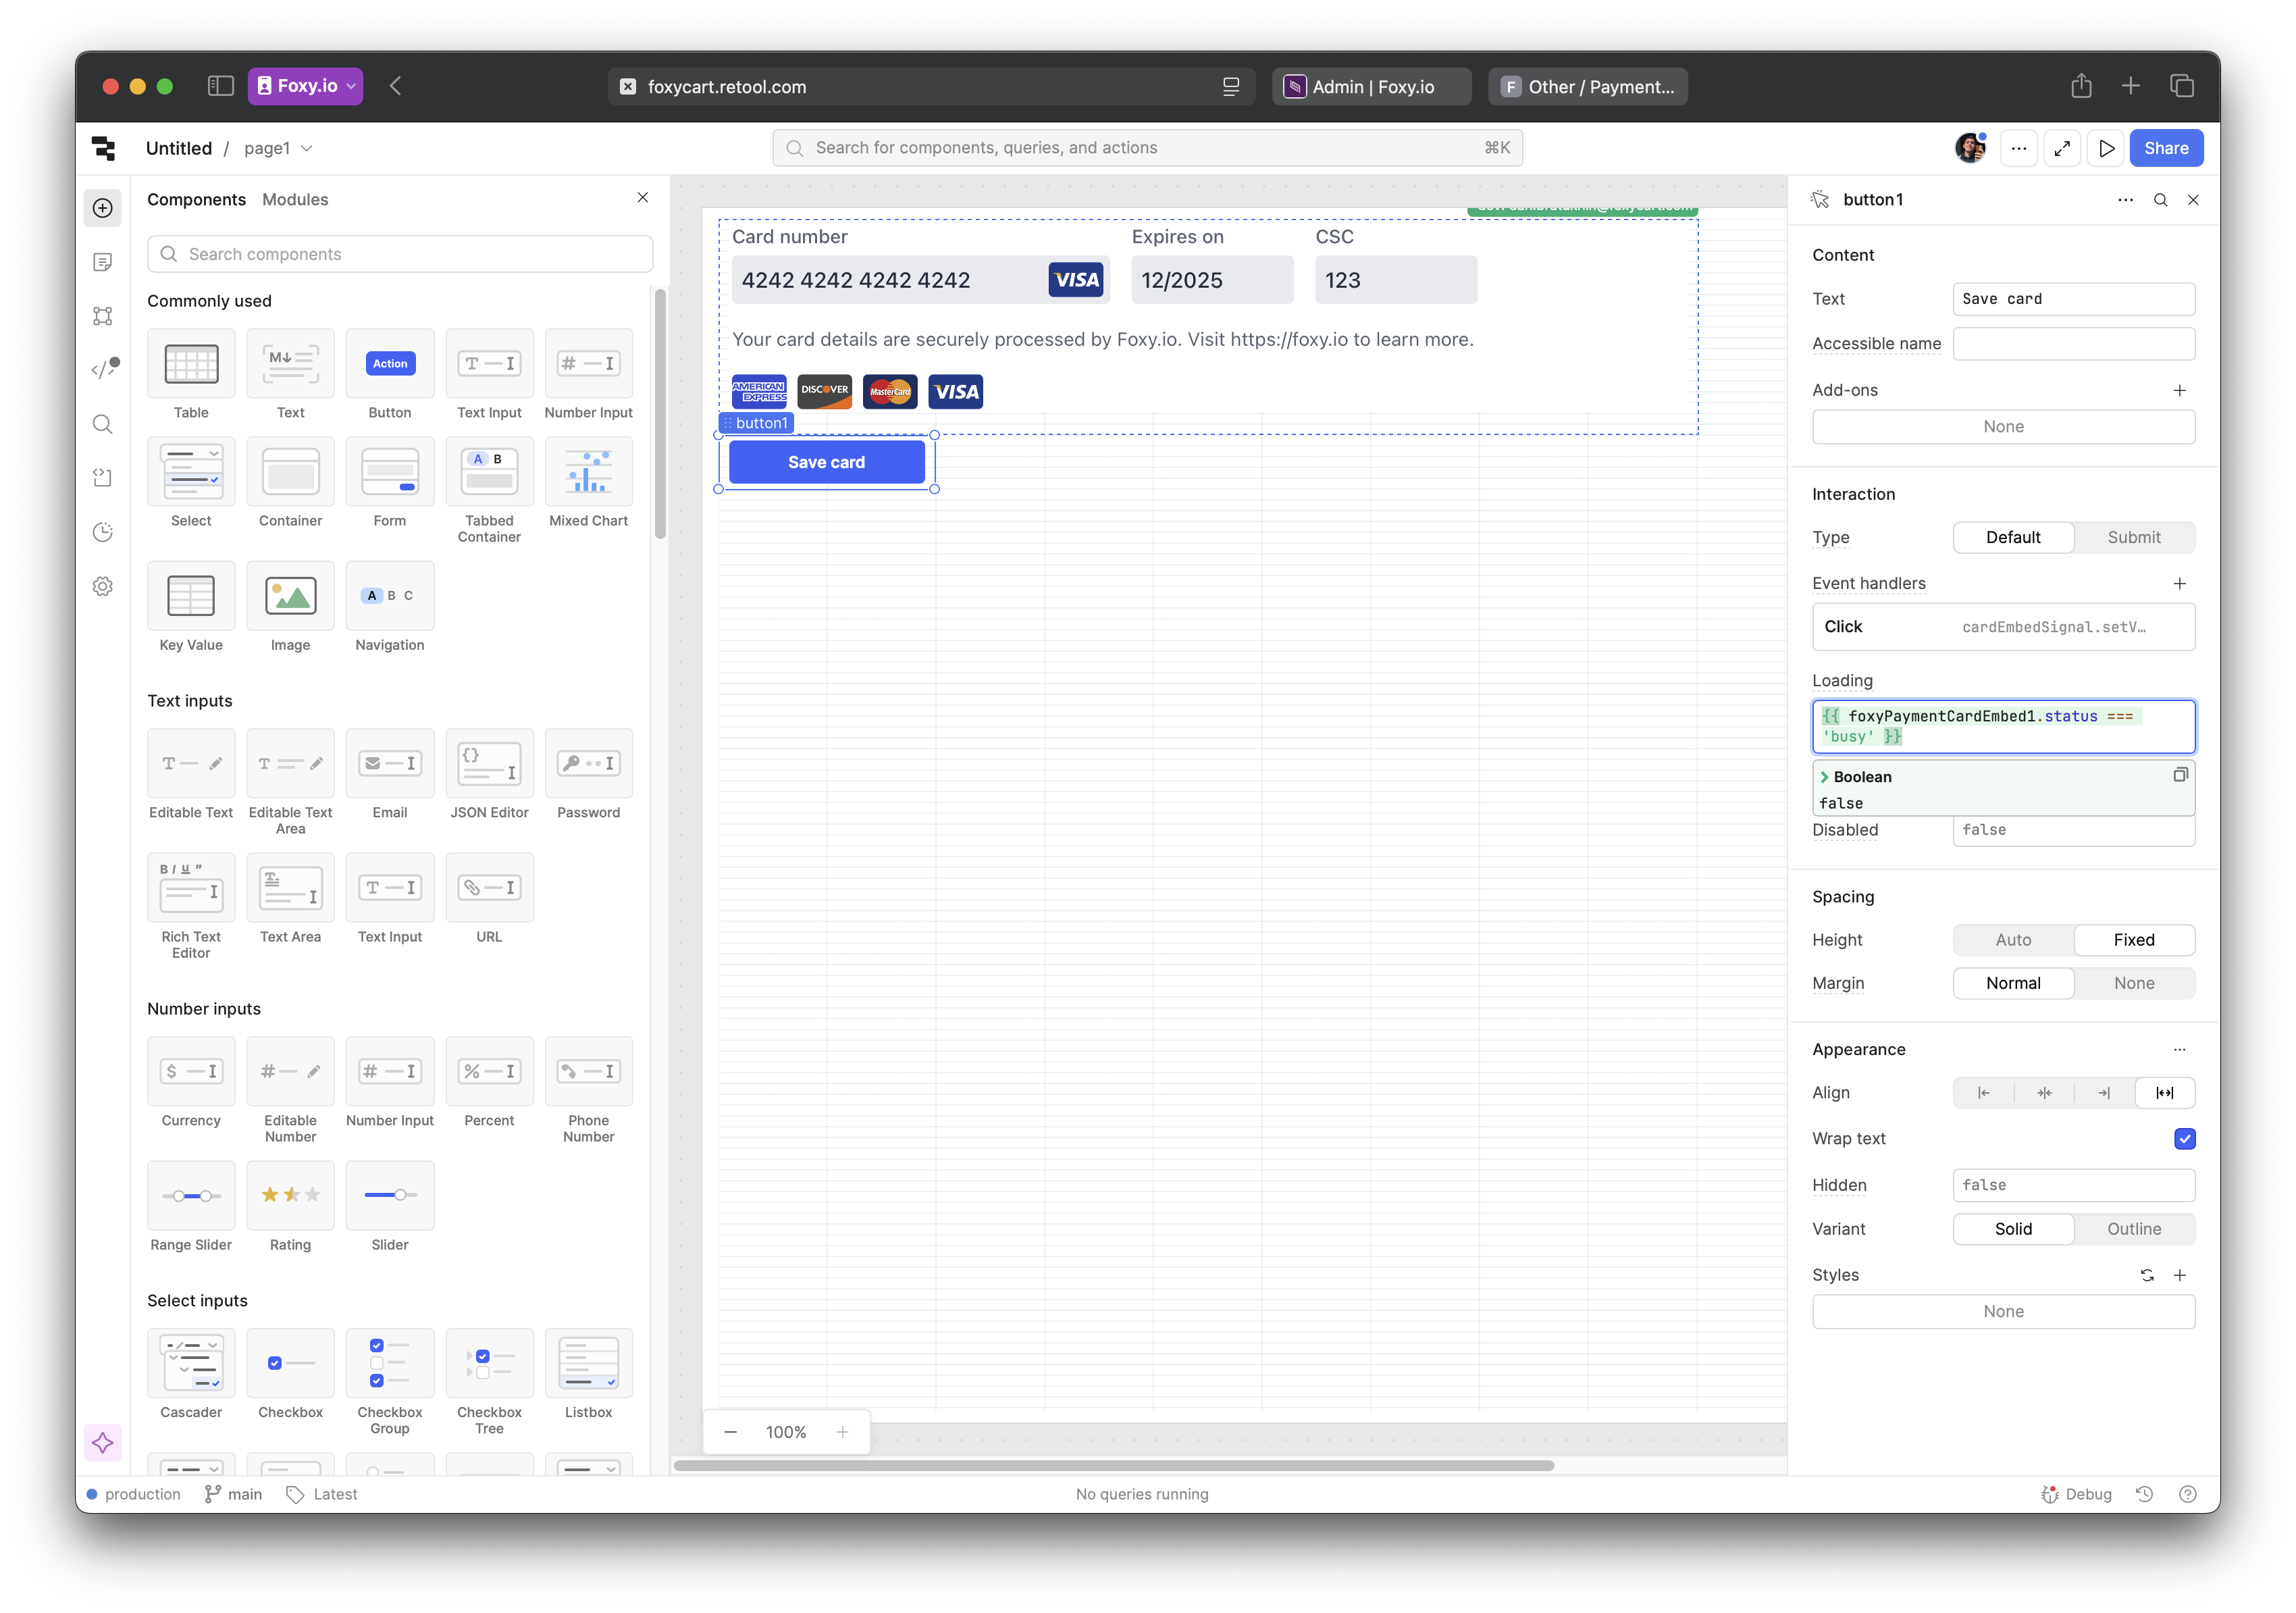 Foxy.io
foxycart.retool.com
Admin | Foxy.io
F
Other / Payment...
Untitled / page1
Search for components, queries, and actions
⌘K
Share
Components
Modules
Search components
Commonly used
M↓
Action
Table
Text
Button
Text Input
Number Input
A B
Select
Container
Form
Tabbed Container
Mixed Chart
A B C
Key Value
Image
Navigation
Text inputs
Editable Text
Editable Text Area
Email
JSON Editor
Password
B I U ”
Rich Text Editor
Text Area
Text Input
URL
Number inputs
Currency
Editable Number
Number Input
Percent
Phone Number
Range Slider
Rating
Slider
Select inputs
Cascader
Checkbox
Checkbox Group
Checkbox Tree
Listbox
Card number
Expires on
CSC
4242 4242 4242 4242
VISA
12/2025
123
Your card details are securely processed by Foxy.io. Visit https://foxy.io to learn more.
AMERICAN EXPRESS
DISCOVER
MasterCard
VISA
button1
Save card
100%
button1
Content
Text
Save card
Accessible name
Add-ons
None
Interaction
Type
Default
Submit
Event handlers
Click
cardEmbedSignal.setV…
Loading
{{ foxyPaymentCardEmbed1.status ===
'busy' }}
Boolean
false
Disabled
false
Spacing
Height
Auto
Fixed
Margin
Normal
None
Appearance
Align
Wrap text
Hidden
false
Variant
Solid
Outline
Styles
None
production
main
Latest
No queries running
Debug